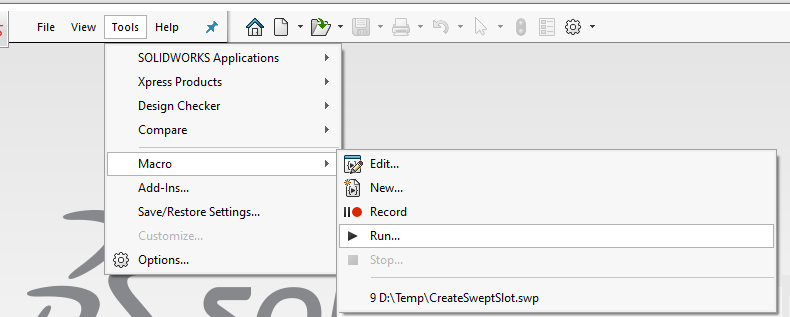 File View Tools Help
SOLIDWORKS Applications
Xpress Products
Design Checker
Compare
Macro
Add-Ins...
Save/Restore Settings...
Customize...
Options...
Edit...
New...
Record
Run...
Stop...
9 D:\Temp\CreateSweptSlot.swp
SOL